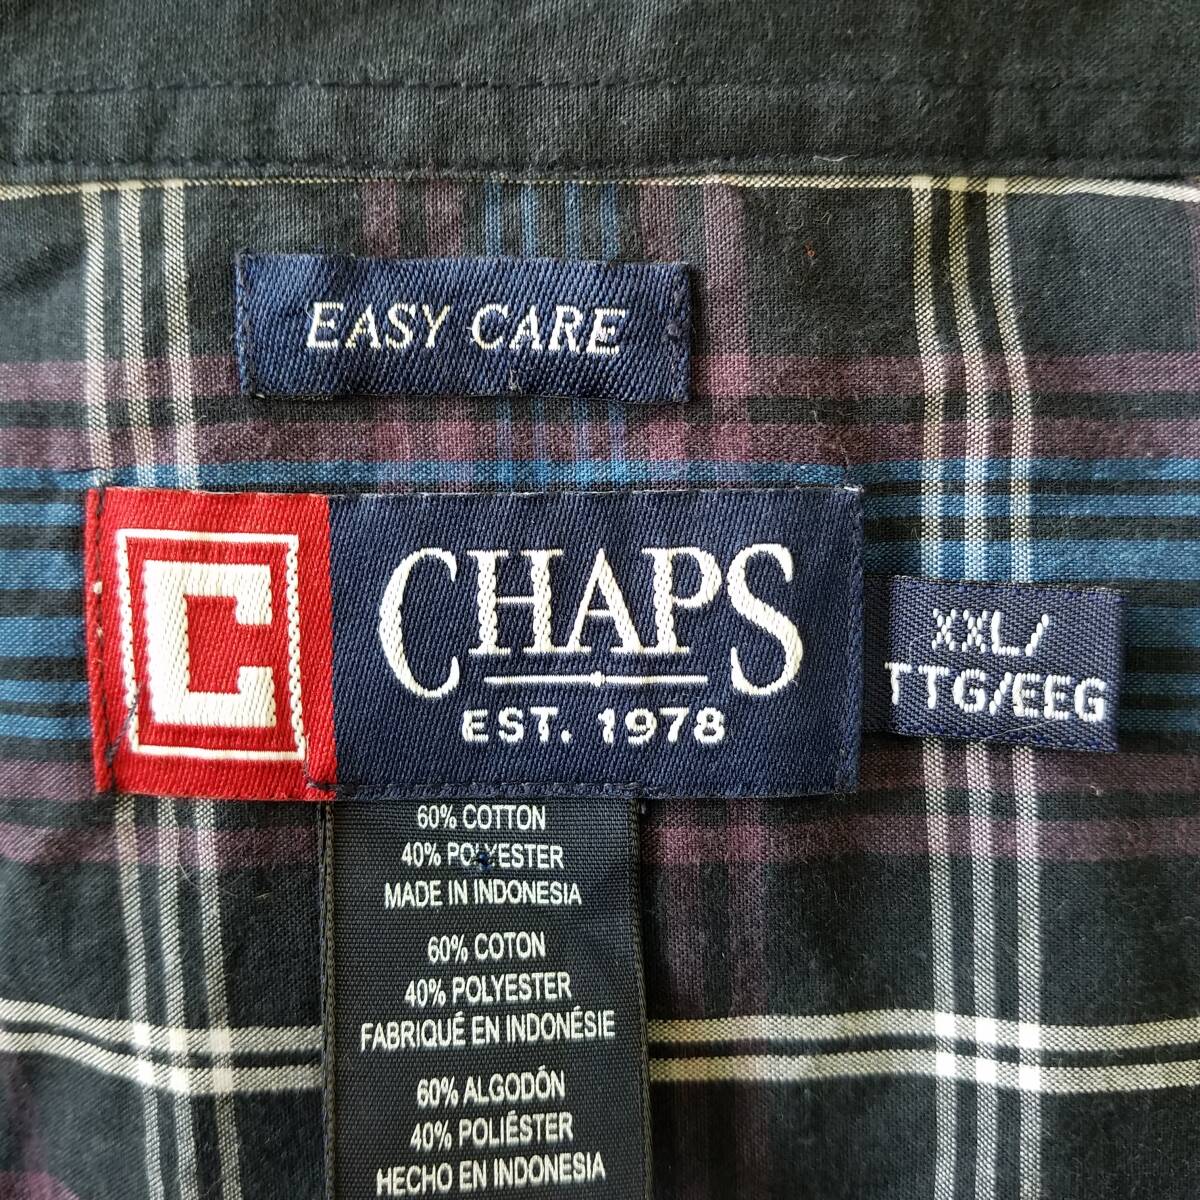 EASY CARE
C
CHAPS
EST. 1978
XXL/
TTG/EEG
60% COTTON
40% POLYESTER
MADE IN INDONESIA
60% COTON
40% POLYESTER
FABRIQUÉ EN INDONÉSIE
60% ALGODÓN
40% POLIÉSTER
HECHO EN INDONESIA